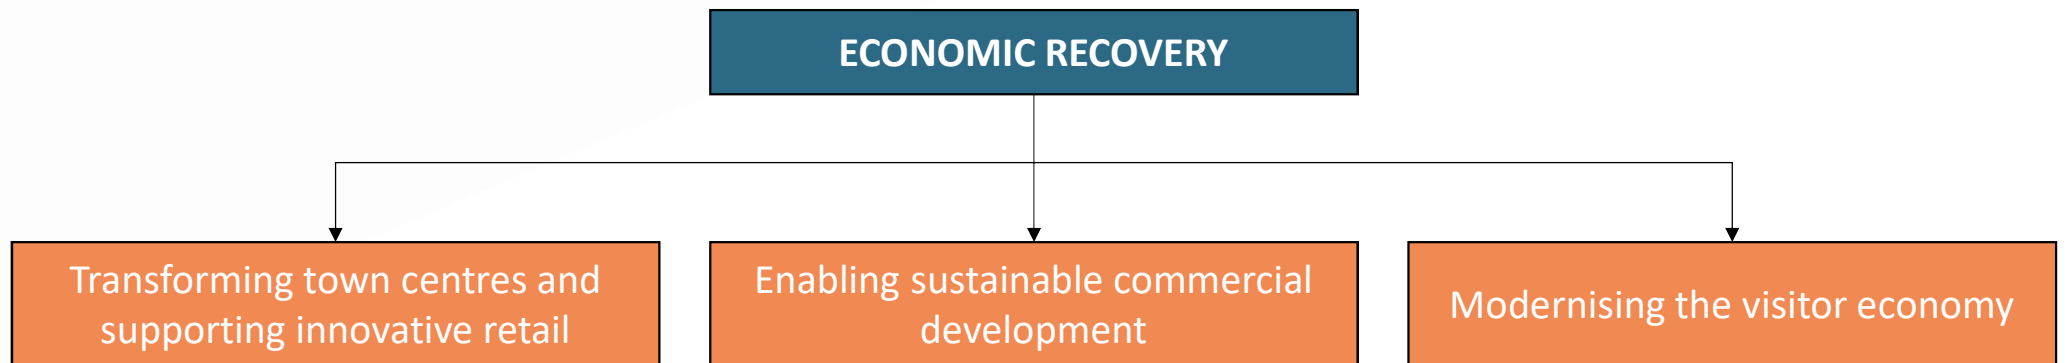 ECONOMIC RECOVERY
Transforming town centres and
supporting innovative retail
Enabling sustainable commercial
development
Modernising the visitor economy